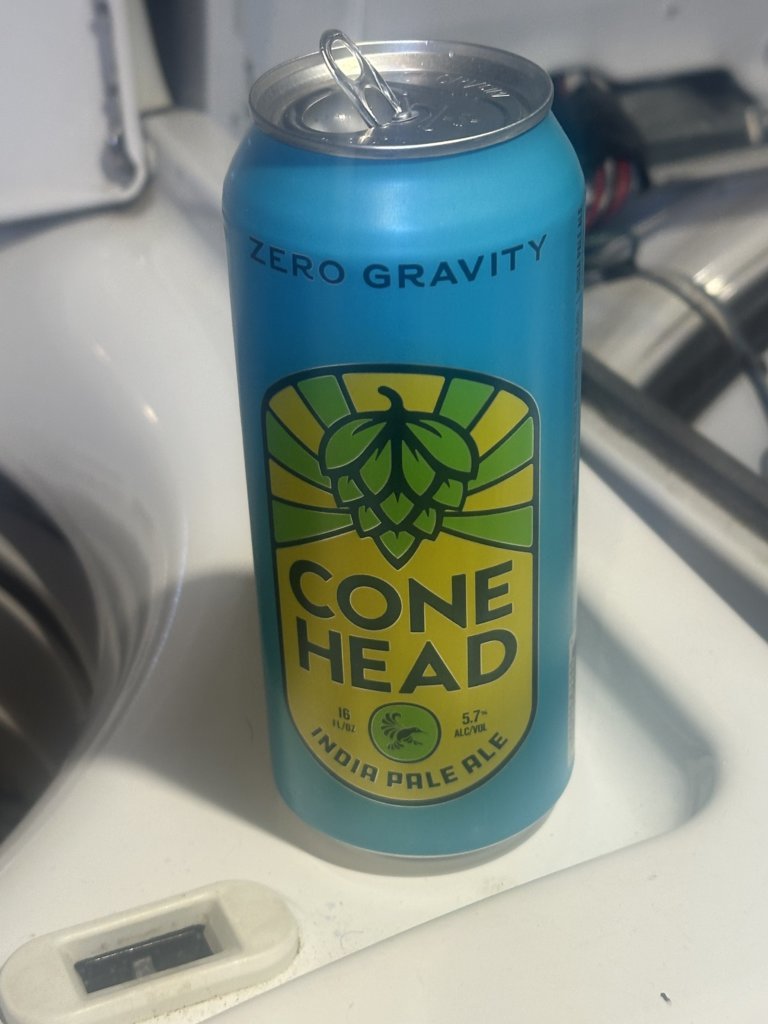 ZERO GRAVITY
CONE
HEAD
16
FL/OZ
5.7%
ALC/VOL
INDIA PALE ALE